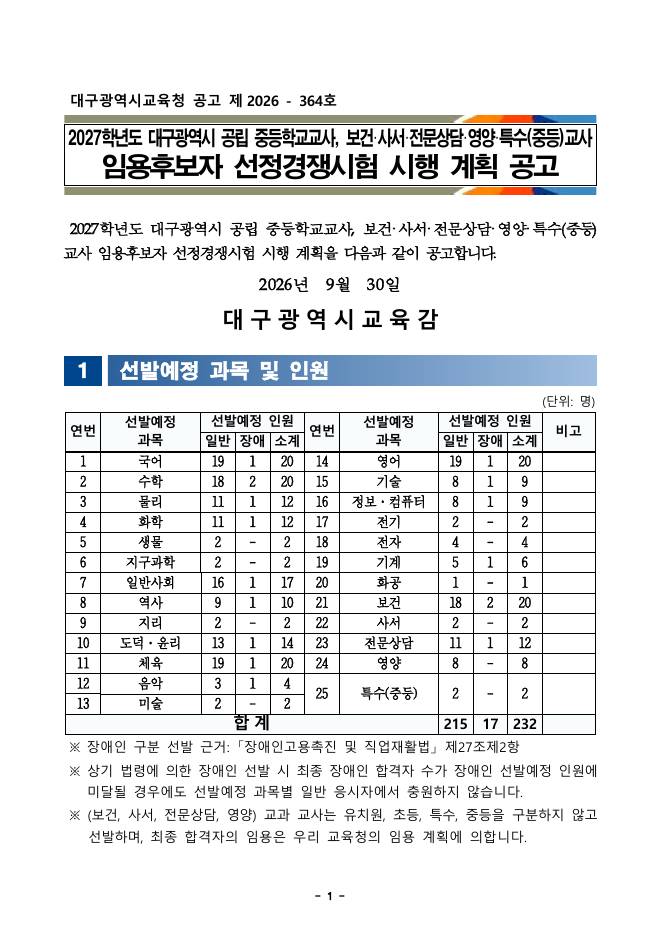 대구광역시교육청 공고 제2026 - 364호
2027학년도 대구광역시 공립 중등학교교사, 보건·사서·전문상담·영양·특수(중등)교사
임용후보자 선정경쟁시험 시행 계획 공고
2027학년도 대구광역시 공립 중등학교교사, 보건·사서·전문상담·영양·특수(중등)
교사 임용후보자 선정경쟁시험 시행 계획을 다음과 같이 공고합니다.
2026년 9월 30일
대구광역시교육감
1 선발예정 과목 및 인원
(단위: 명)
연번 선발예정 과목 선발예정 인원 연번 선발예정 과목 선발예정 인원 비고
일반 장애 소계 일반 장애 소계
1 국어 19 1 20 14 영어 19 1 20
2 수학 18 2 20 15 기술 8 1 9
3 물리 11 1 12 16 정보·컴퓨터 8 1 9
4 화학 11 1 12 17 전기 2 - 2
5 생물 2 - 2 18 전자 4 - 4
6 지구과학 2 - 2 19 기계 5 1 6
7 일반사회 16 1 17 20 화공 1 - 1
8 역사 9 1 10 21 보건 18 2 20
9 지리 2 - 2 22 사서 2 - 2
10 도덕·윤리 13 1 14 23 전문상담 11 1 12
11 체육 19 1 20 24 영양 8 - 8
12 음악 3 1 4 25 특수(중등) 2 - 2
13 미술 2 - 2
합계 215 17 232
※ 장애인 구분 선발 근거:「장애인고용촉진 및 직업재활법」제27조제2항
※ 상기 법령에 의한 장애인 선발 시 최종 장애인 합격자 수가 장애인 선발예정 인원에
미달될 경우에도 선발예정 과목별 일반 응시자에서 충원하지 않습니다.
※ (보건, 사서, 전문상담, 영양) 교과 교사는 유치원, 초등, 특수, 중등을 구분하지 않고
선발하며, 최종 합격자의 임용은 우리 교육청의 임용 계획에 의합니다.
- 1 -